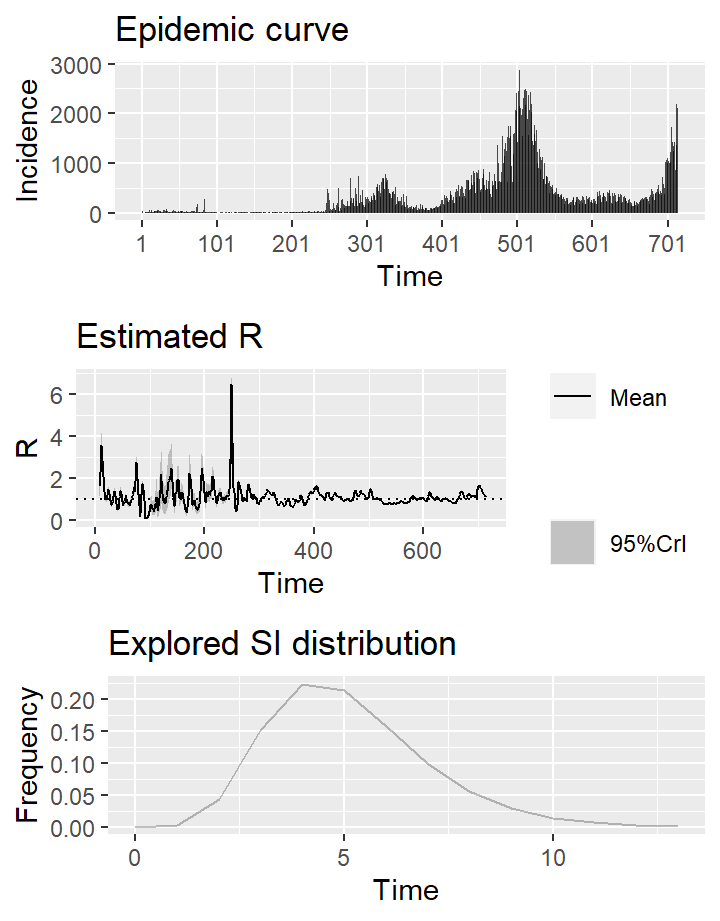 Epidemic curve
3000
2000
1000
0
Incidence
1 101 201 301 401 501 601 701
Time
Estimated R
6
4
2
0
R
0 200 400 600
Time
Mean
95%CrI
Explored SI distribution
0.20
0.15
0.10
0.05
0.00
Frequency
0 5 10
Time